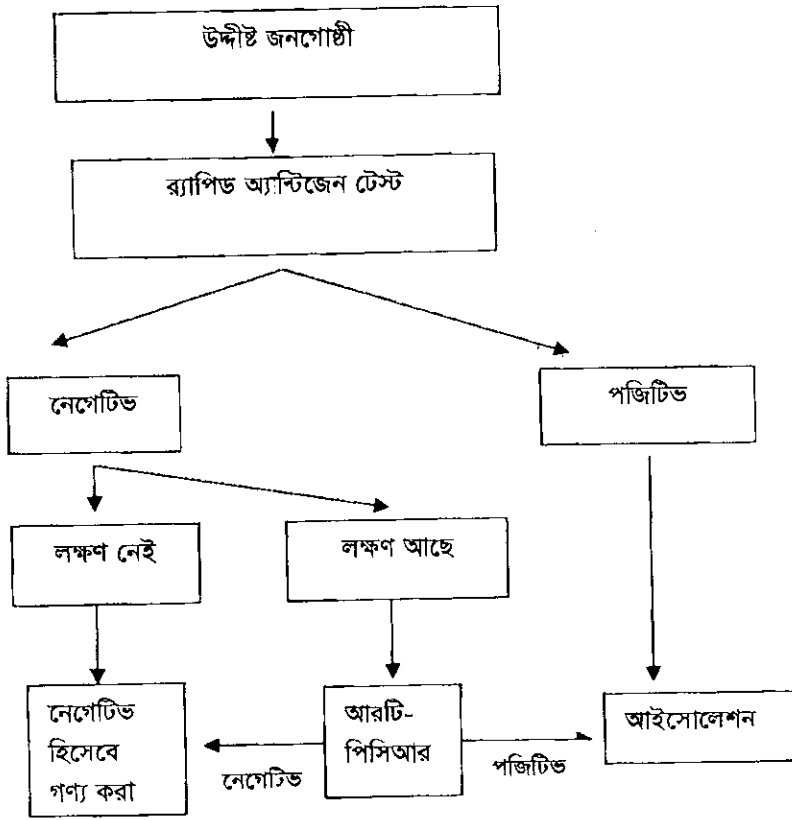 উদ্দীষ্ট জনগোষ্ঠী
র‍্যাপিড অ্যান্টিজেন টেস্ট
নেগেটিভ
পজিটিভ
লক্ষণ নেই
লক্ষণ আছে
নেগেটিভ
হিসেবে
গণ্য করা
নেগেটিভ
আরটি-
পিসিআর
পজিটিভ
আইসোলেশন